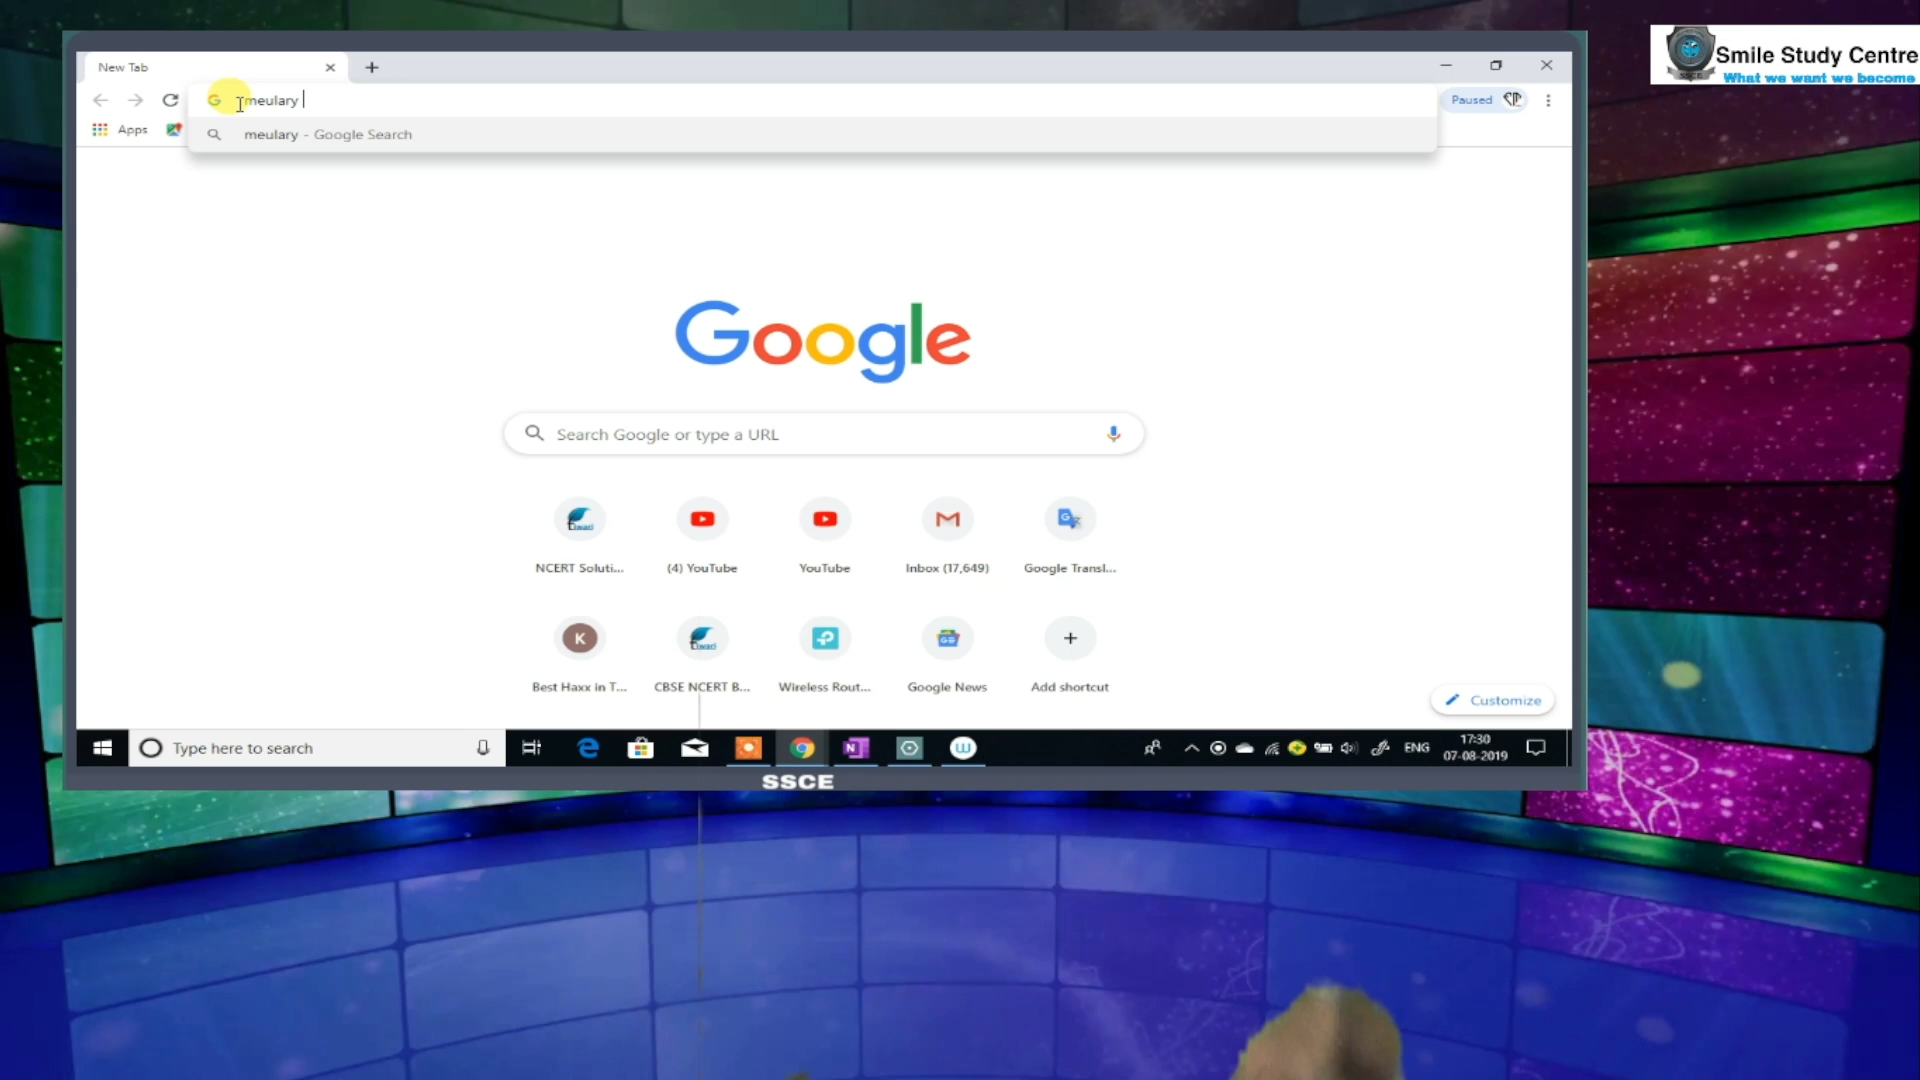 New Tab
meulary
Paused
Apps
meulary - Google Search
Smile Study Centre
What we want we become
SSCE
Google
Search Google or type a URL
NCERT Soluti...
(4) YouTube
YouTube
Inbox (17,649)
Google Transl...
K
Best Haxx in T...
CBSE NCERT B...
Wireless Rout...
Google News
Add shortcut
Customize
Type here to search
ENG
17:30
07-08-2019
SSCE